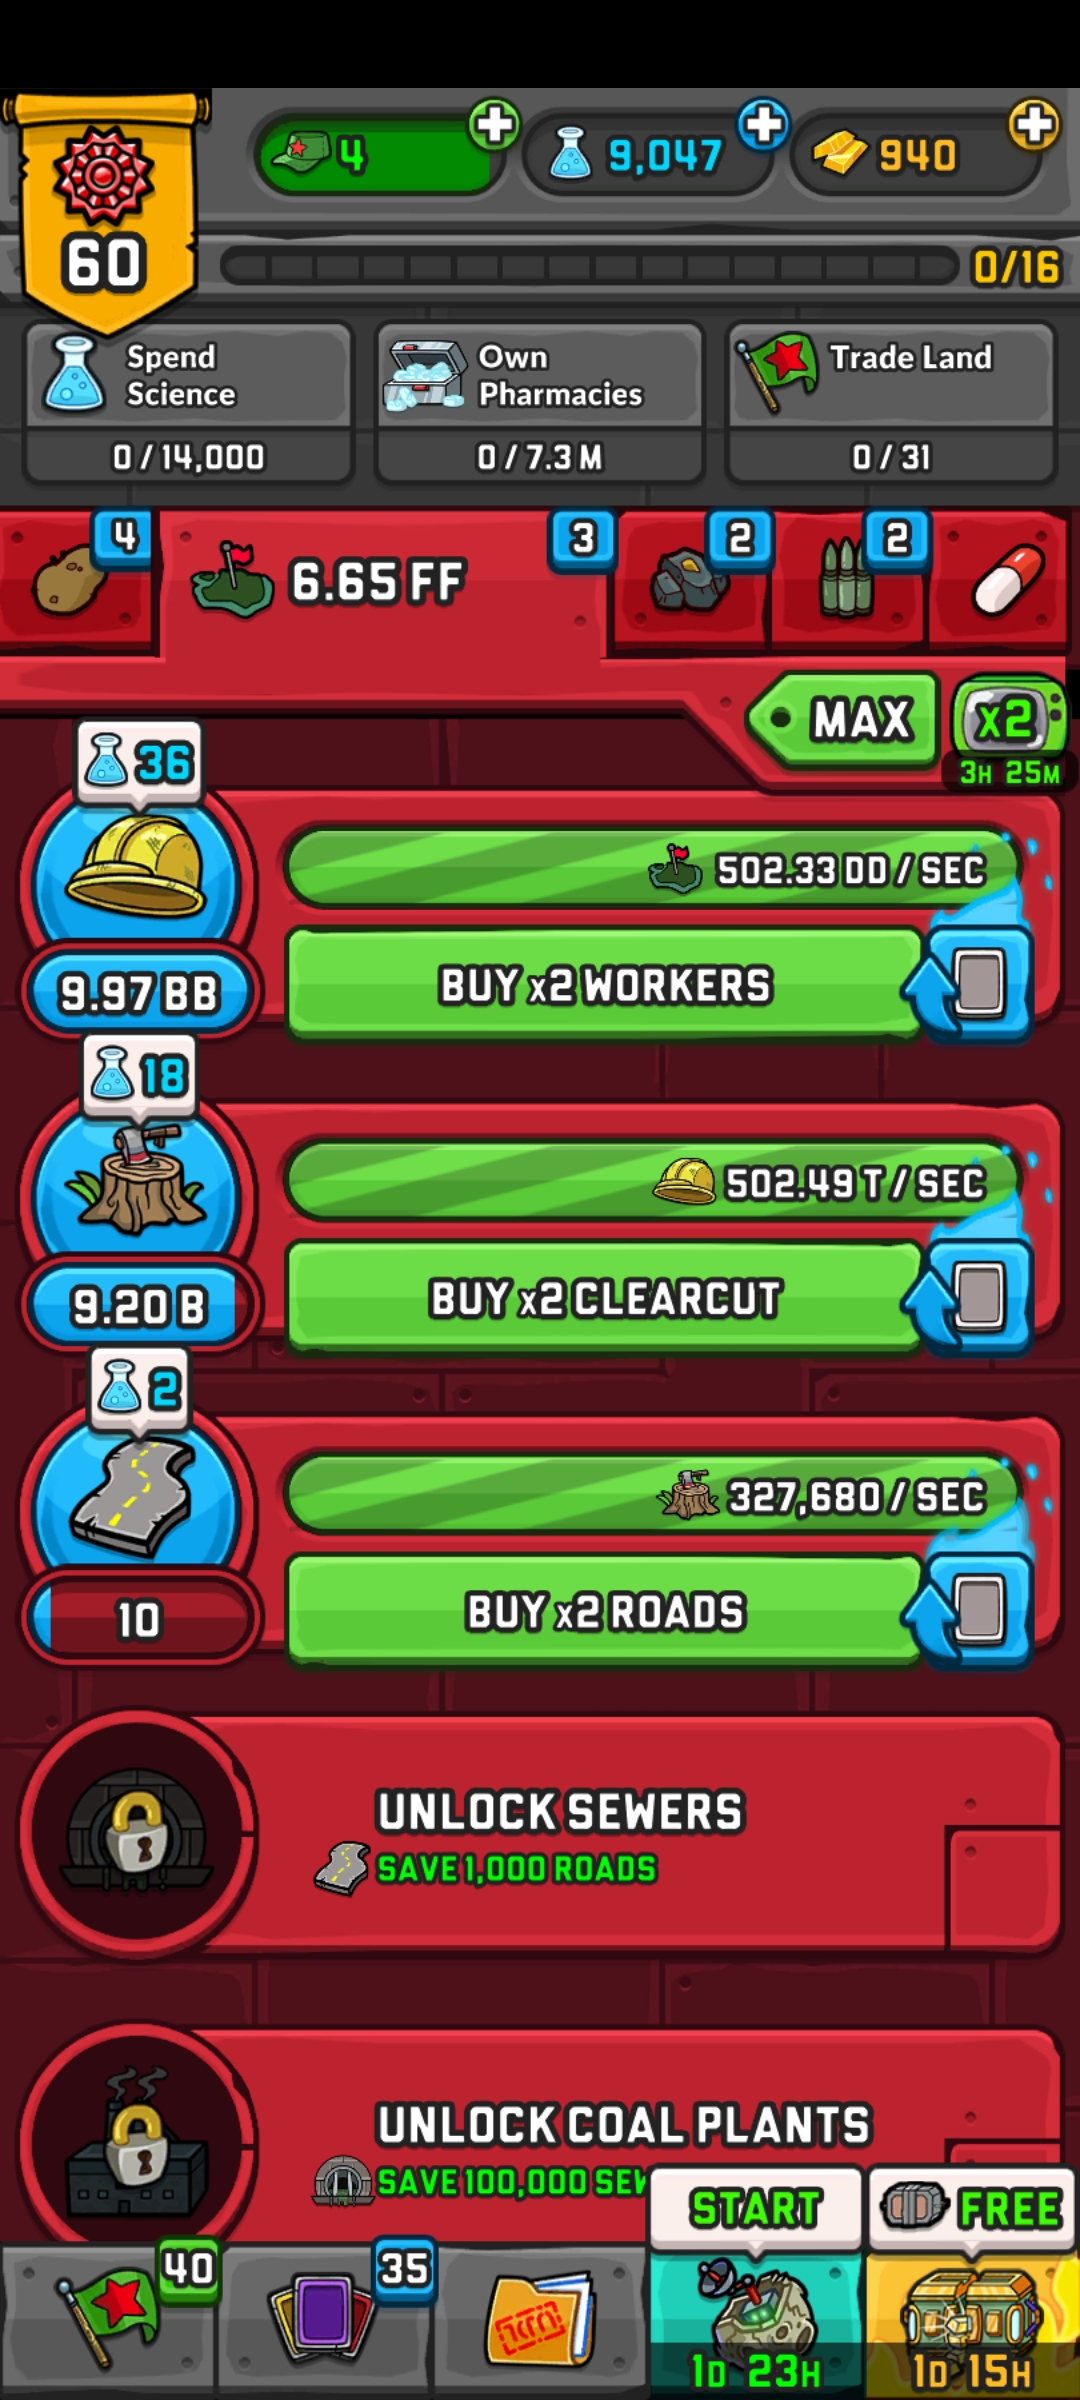 4
9,047
940
60
0/16
Spend
Science
0/14,000
Own
Pharmacies
0/7.3 M
Trade Land
0/31
4
6.65 FF
3
2
2
MAX
x2
3H 25M
36
502.33 DD / SEC
9.97 BB
BUY x2 WORKERS
18
502.49 T / SEC
9.20 B
BUY x2 CLEARCUT
2
327,680 / SEC
10
BUY x2 ROADS
UNLOCK SEWERS
SAVE 1,000 ROADS
UNLOCK COAL PLANTS
SAVE 100,000
START
FREE
40
35
1D 23H
1D 15H